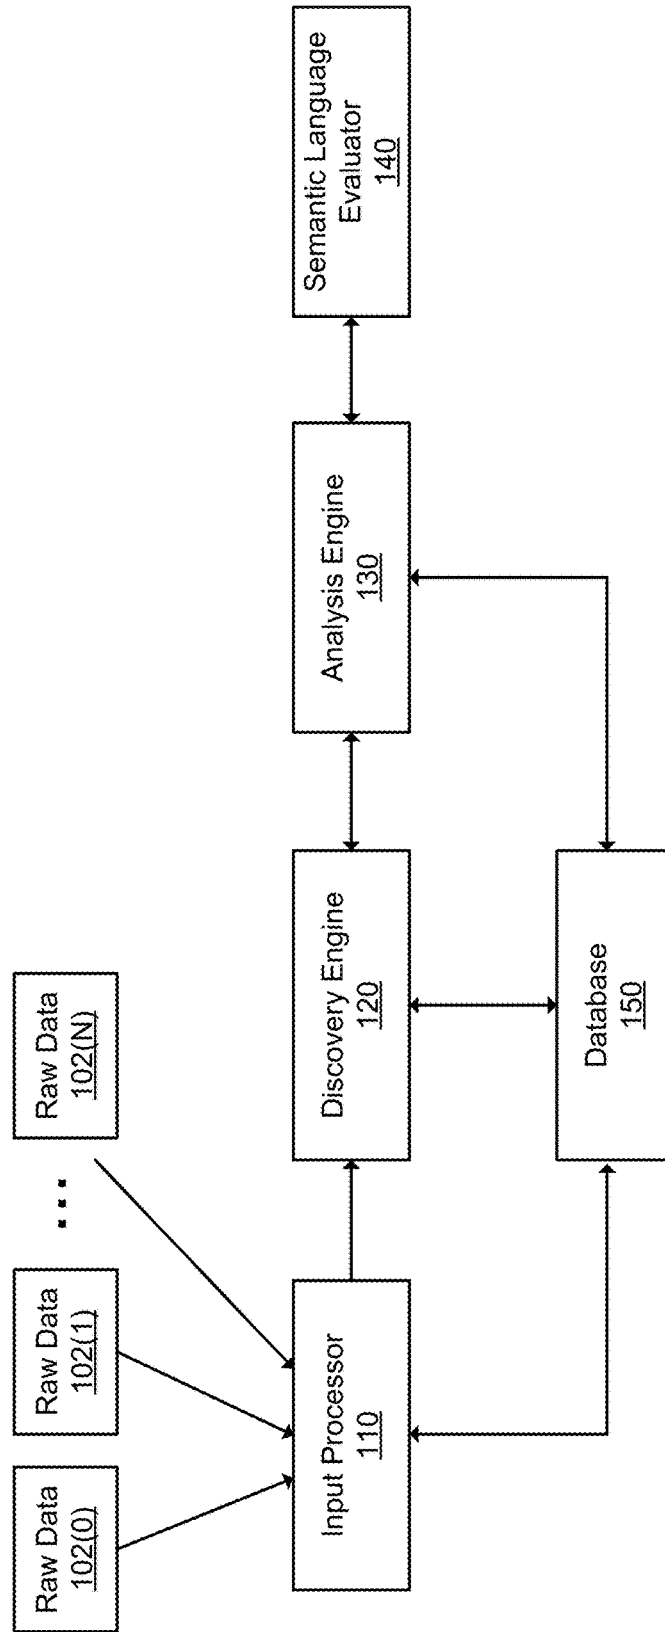 Raw Data
102(0)
Raw Data
102(1)
...
Raw Data
102(N)
Input Processor
110
Discovery Engine
120
Analysis Engine
130
Semantic Language
Evaluator
140
Database
150